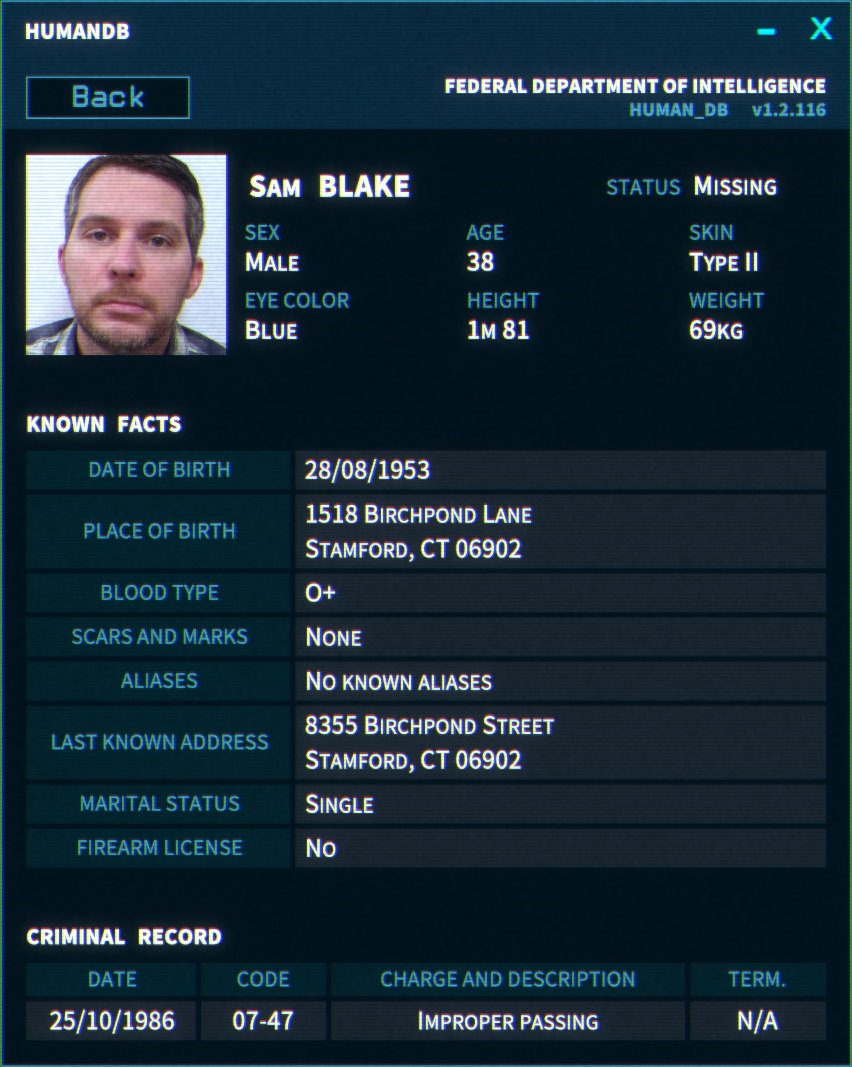 HUMANDB
– X
Back
FEDERAL DEPARTMENT OF INTELLIGENCE
HUMAN_DB v1.2.116
Sam BLAKE
STATUS Missing
SEX AGE SKIN
Male 38 Type II
EYE COLOR HEIGHT WEIGHT
Blue 1m 81 69kg
KNOWN FACTS
DATE OF BIRTH 28/08/1953
PLACE OF BIRTH 1518 Birchpond Lane
Stamford, CT 06902
BLOOD TYPE O+
SCARS AND MARKS None
ALIASES No known aliases
LAST KNOWN ADDRESS 8355 Birchpond Street
Stamford, CT 06902
MARITAL STATUS Single
FIREARM LICENSE No
CRIMINAL RECORD
DATE CODE CHARGE AND DESCRIPTION TERM.
25/10/1986 07-47 Improper passing N/A